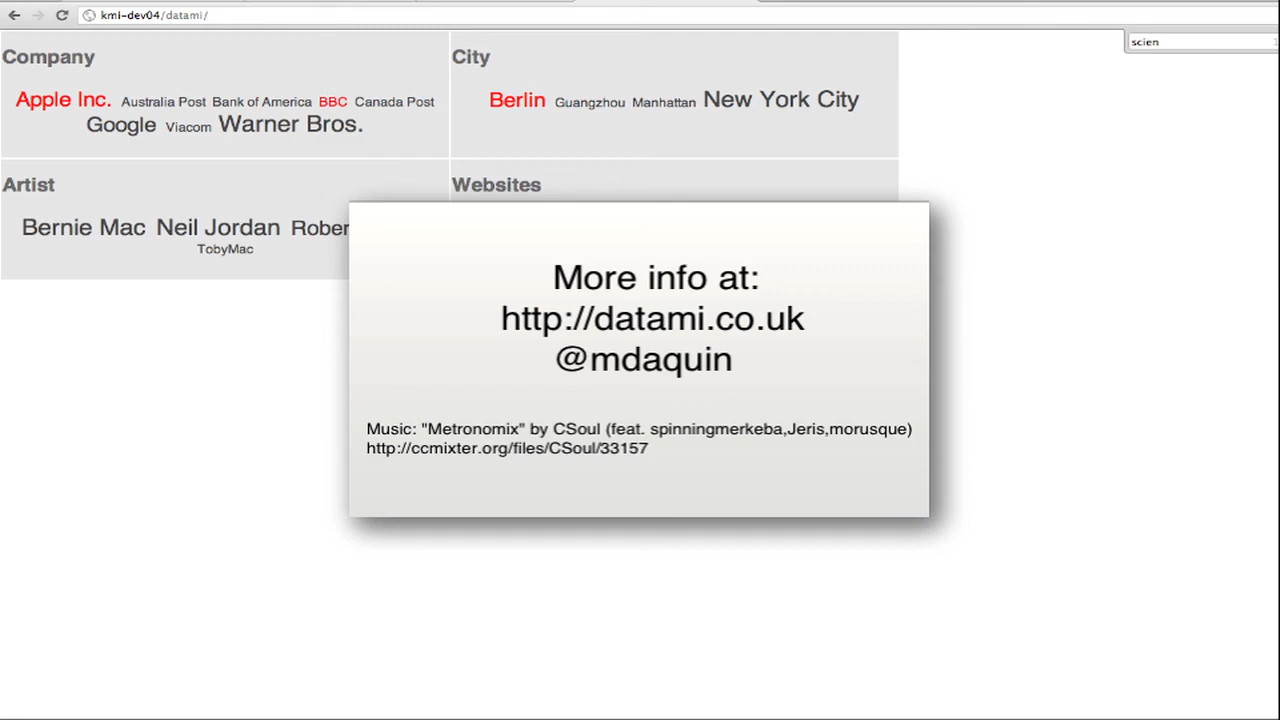 kmi-dev04/datami/
scien
Company
City
Apple Inc. Australia Post Bank of America BBC Canada Post
Google Viacom Warner Bros.
Berlin Guangzhou Manhattan New York City
Artist
Websites
Bernie Mac Neil Jordan Rober
TobyMac
More info at:
http://datami.co.uk
@mdaquin
Music: "Metronomix" by CSoul (feat. spinningmerkeba,Jeris,morusque)
http://ccmixter.org/files/CSoul/33157